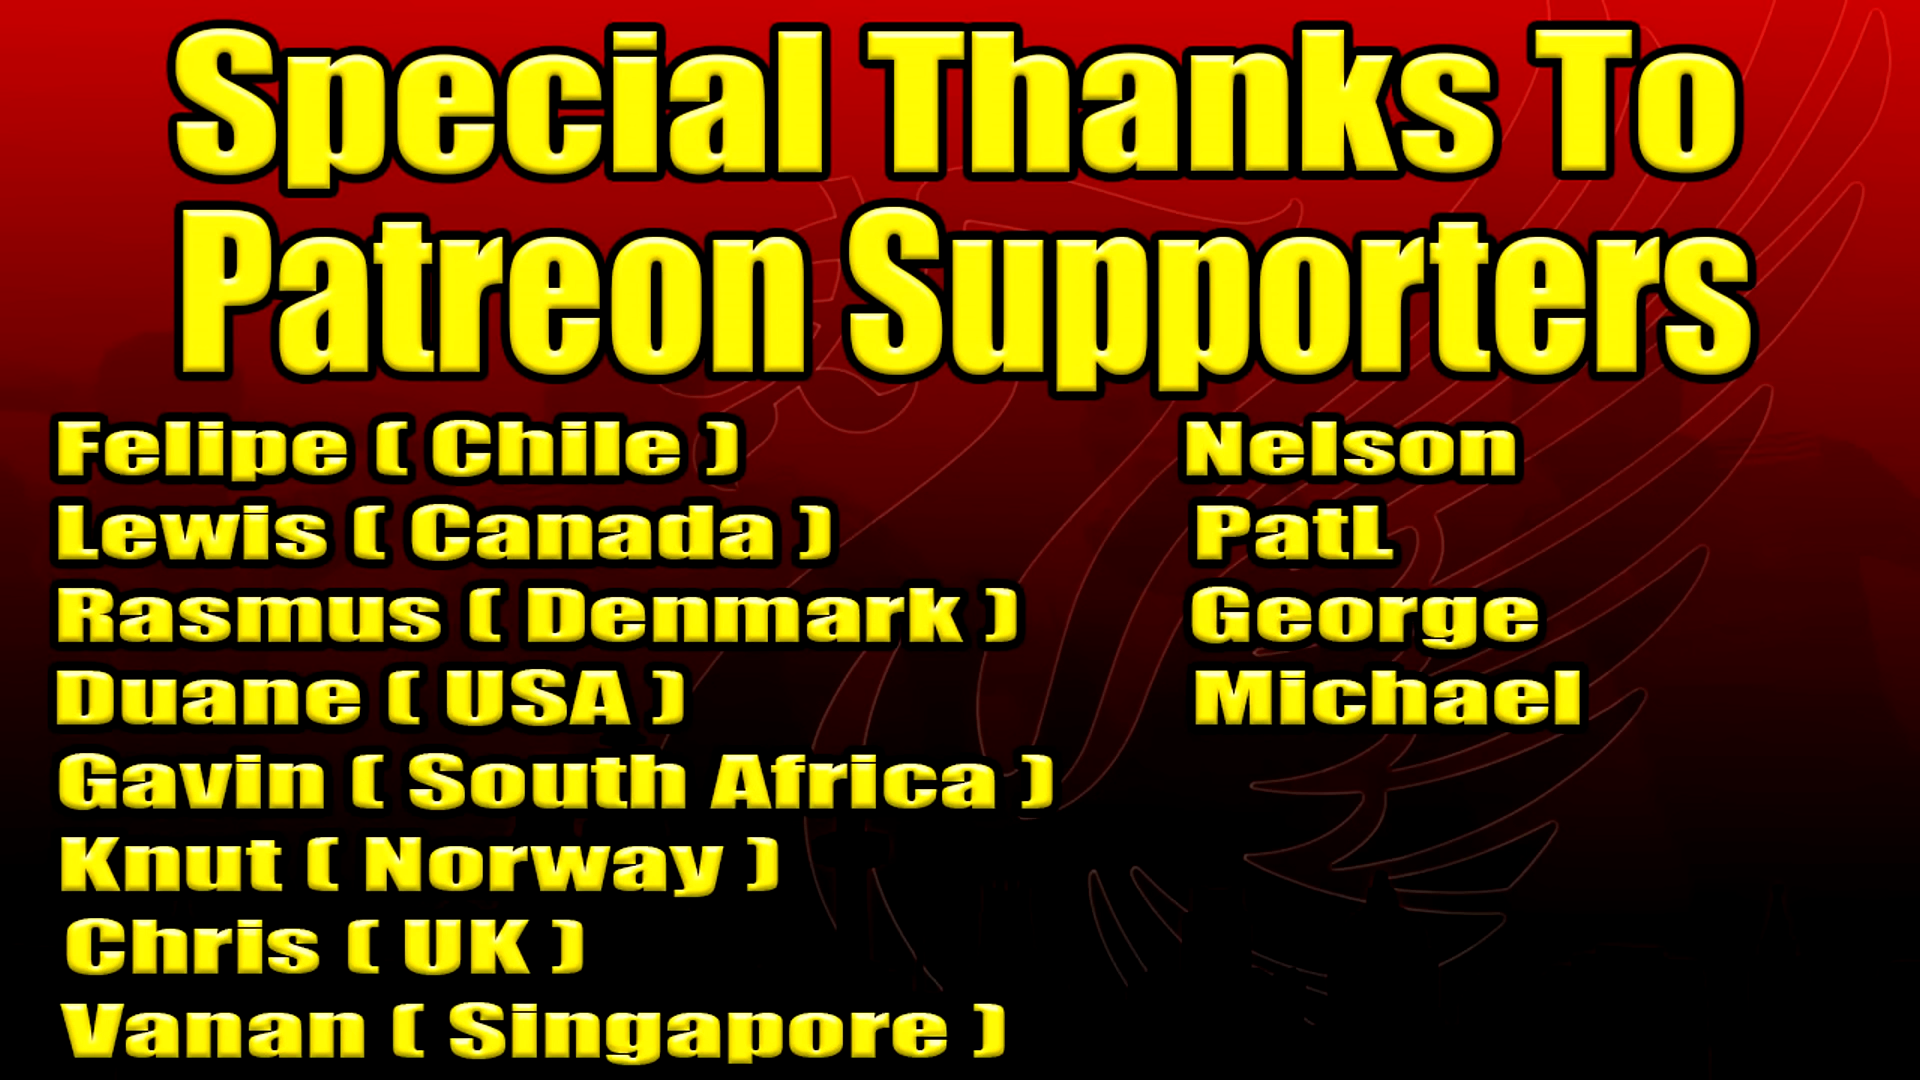 Special Thanks To
Patreon Supporters
Felipe ( Chile )
Lewis ( Canada )
Rasmus ( Denmark )
Duane ( USA )
Gavin ( South Africa )
Knut ( Norway )
Chris ( UK )
Vanan ( Singapore )
Nelson
PatL
George
Michael